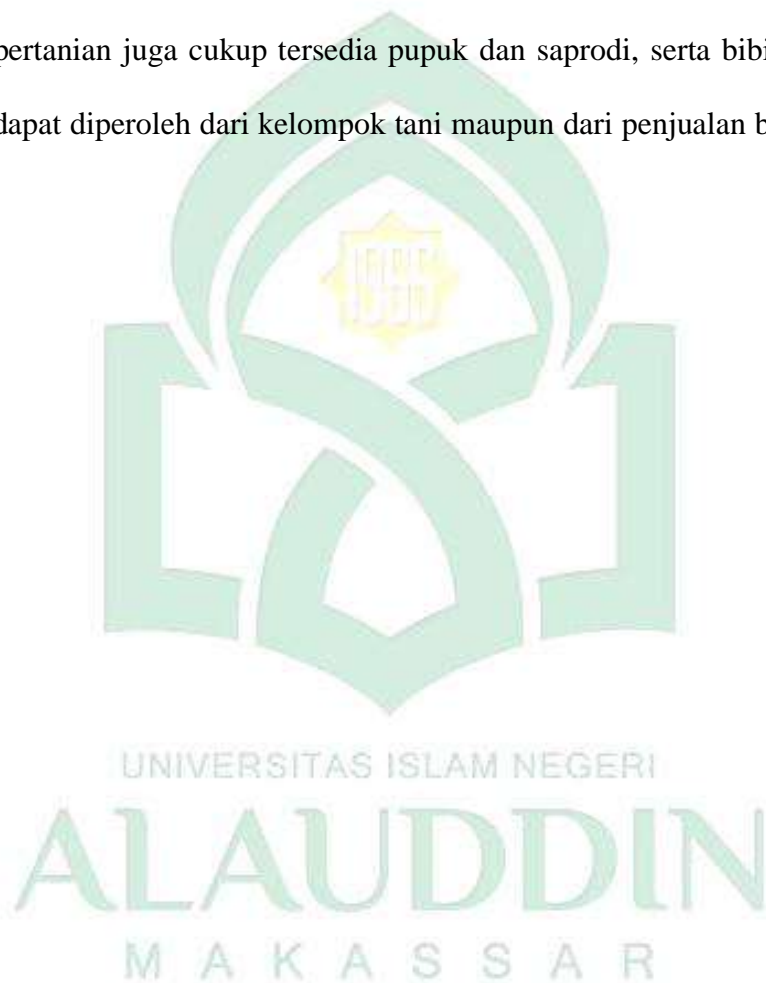 pertanian juga cukup tersedia pupuk dan saprodi, serta
dapat diperoleh dari kelompok tani maupun dari penjualan
UNIVERSITAS ISLAM NEGERI
ALAUDDIN
MAKASSAR